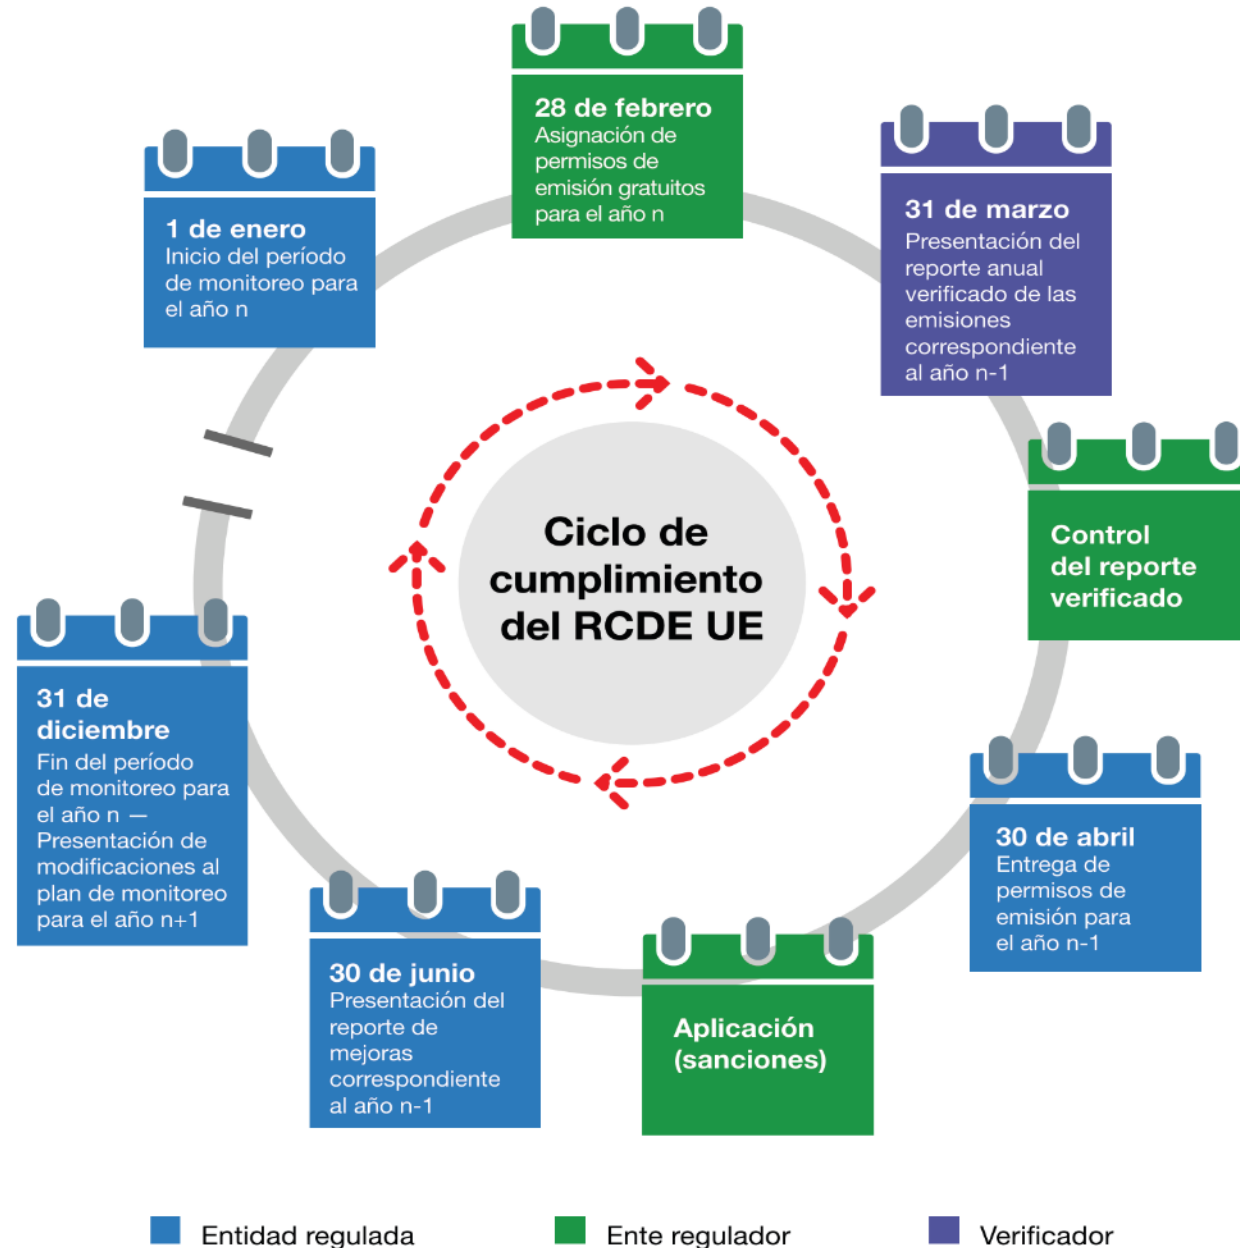 28 de febrero
Asignación de
permisos de
emisión gratuitos
para el año n
31 de marzo
Presentación del
reporte anual
verificado de las
emisiones
correspondiente
al año n-1
Control
del reporte
verificado
30 de abril
Entrega de
permisos de
emisión para
el año n-1
Aplicación
(sanciones)
30 de junio
Presentación del
reporte de
mejoras
correspondiente
al año n-1
31 de
diciembre
Fin del período
de monitoreo para
el año n —
Presentación de
modificaciones al
plan de monitoreo
para el año n+1
1 de enero
Inicio del período
de monitoreo para
el año n
Ciclo de
cumplimiento
del RCDE UE
Entidad regulada
Ente regulador
Verificador